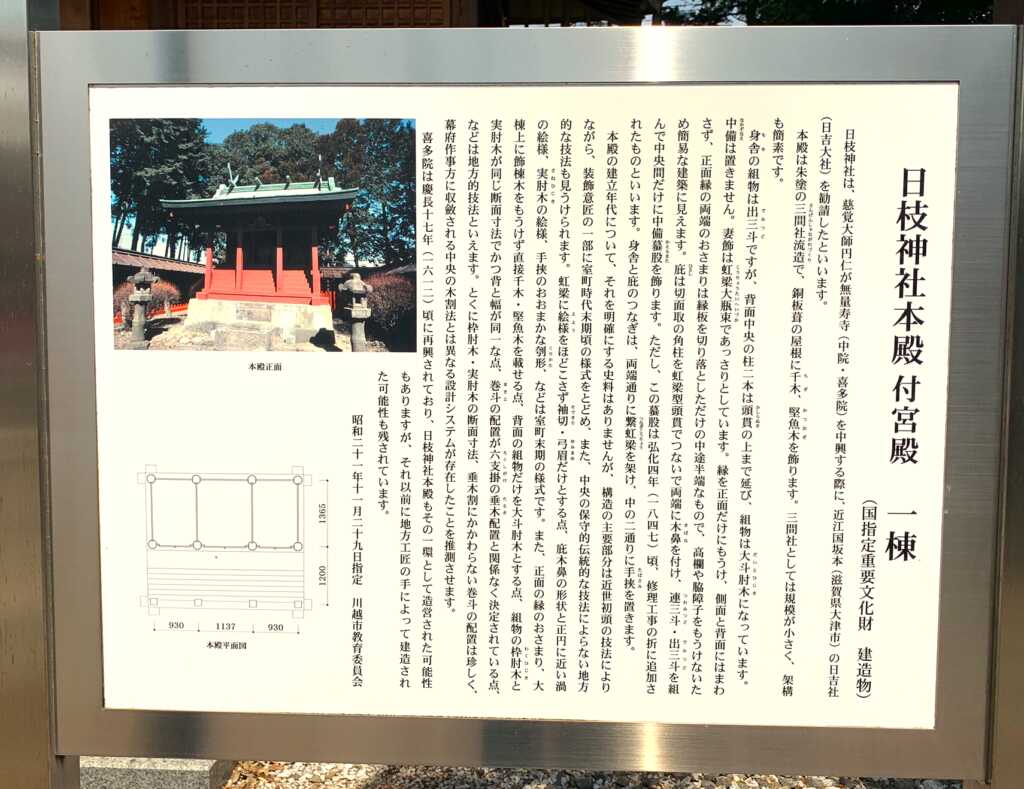 日枝神社本殿 付宮殿 一棟
（国指定重要文化財 建造物）
日枝神社は、慈覚大師円仁が無量寿寺（中院・喜多院）を中興する際に、近江国坂本（滋賀県大津市）の日吉社
（日吉大社）を勧請したといいます。
本殿は朱塗の三間社流造で、銅板葺の屋根に千木、堅魚木を飾ります。三間社としては規模が小さく、架構
も簡素です。
身舎の組物は出三斗ですが、背面中央の柱二本は頭貫の上まで延び、組物は大斗肘木になっています。
中備は置きません。妻飾は虹梁大瓶束であっさりとしています。縁を正面だけにもうけ、側面と背面にはまわ
さず、正面縁の両端のおさまりは縁板を切り落としただけの中途半端なもので、高欄や脇障子をもうけないた
め簡易な建築に見えます。庇は切面取の角柱を虹梁型頭貫でつないで両端に木鼻を付け、連三斗・出三斗を組
んで中央間だけに中備蟇股を飾ります。ただし、この蟇股は弘化四年（一八四七）頃、修理工事の折に追加さ
れたものといいます。身舎と庇のつなぎは、両端通りに繋虹梁を架け、中の二通りに手挟を置きます。
本殿の建立年代について、それを明確にする史料はありませんが、構造の主要部分は近世初頭の技法により
ながら、装飾意匠の一部に室町時代末期頃の様式をとどめ、また、中央の保守的伝統的な技法によらない地方
的な技法も見うけられます。虹梁に絵様をほどこさず袖切・弓眉だけとする点、庇木鼻の形状と正円に近い渦
の絵様、実肘木の絵様、手挟のおおまかな刳形、などは室町末期の様式です。また、正面の縁のおさまり、大
棟上に飾棟木をもうけず直接千木・堅魚木を載せる点、背面の組物だけを大斗肘木とする点、組物の枠肘木と
実肘木が同じ断面寸法でかつ背と幅が同一な点、巻斗の配置が六支掛の垂木配置と関係なく決定されている点、
などは地方的技法といえます。とくに枠肘木・実肘木の断面寸法、垂木割にかかわらない巻斗の配置は珍しく、
幕府作事方に収斂される中央の木割法とは異なる設計システムが存在したことを推測させます。
喜多院は慶長十七年（一六一二）頃に再興されており、日枝神社本殿もその一環として造営された可能性
もありますが、それ以前に地方工匠の手によって建造され
た可能性も残されています。
昭和二十一年十一月二十九日指定 川越市教育委員会
本殿正面
1365
1200
930 1137 930
本殿平面図